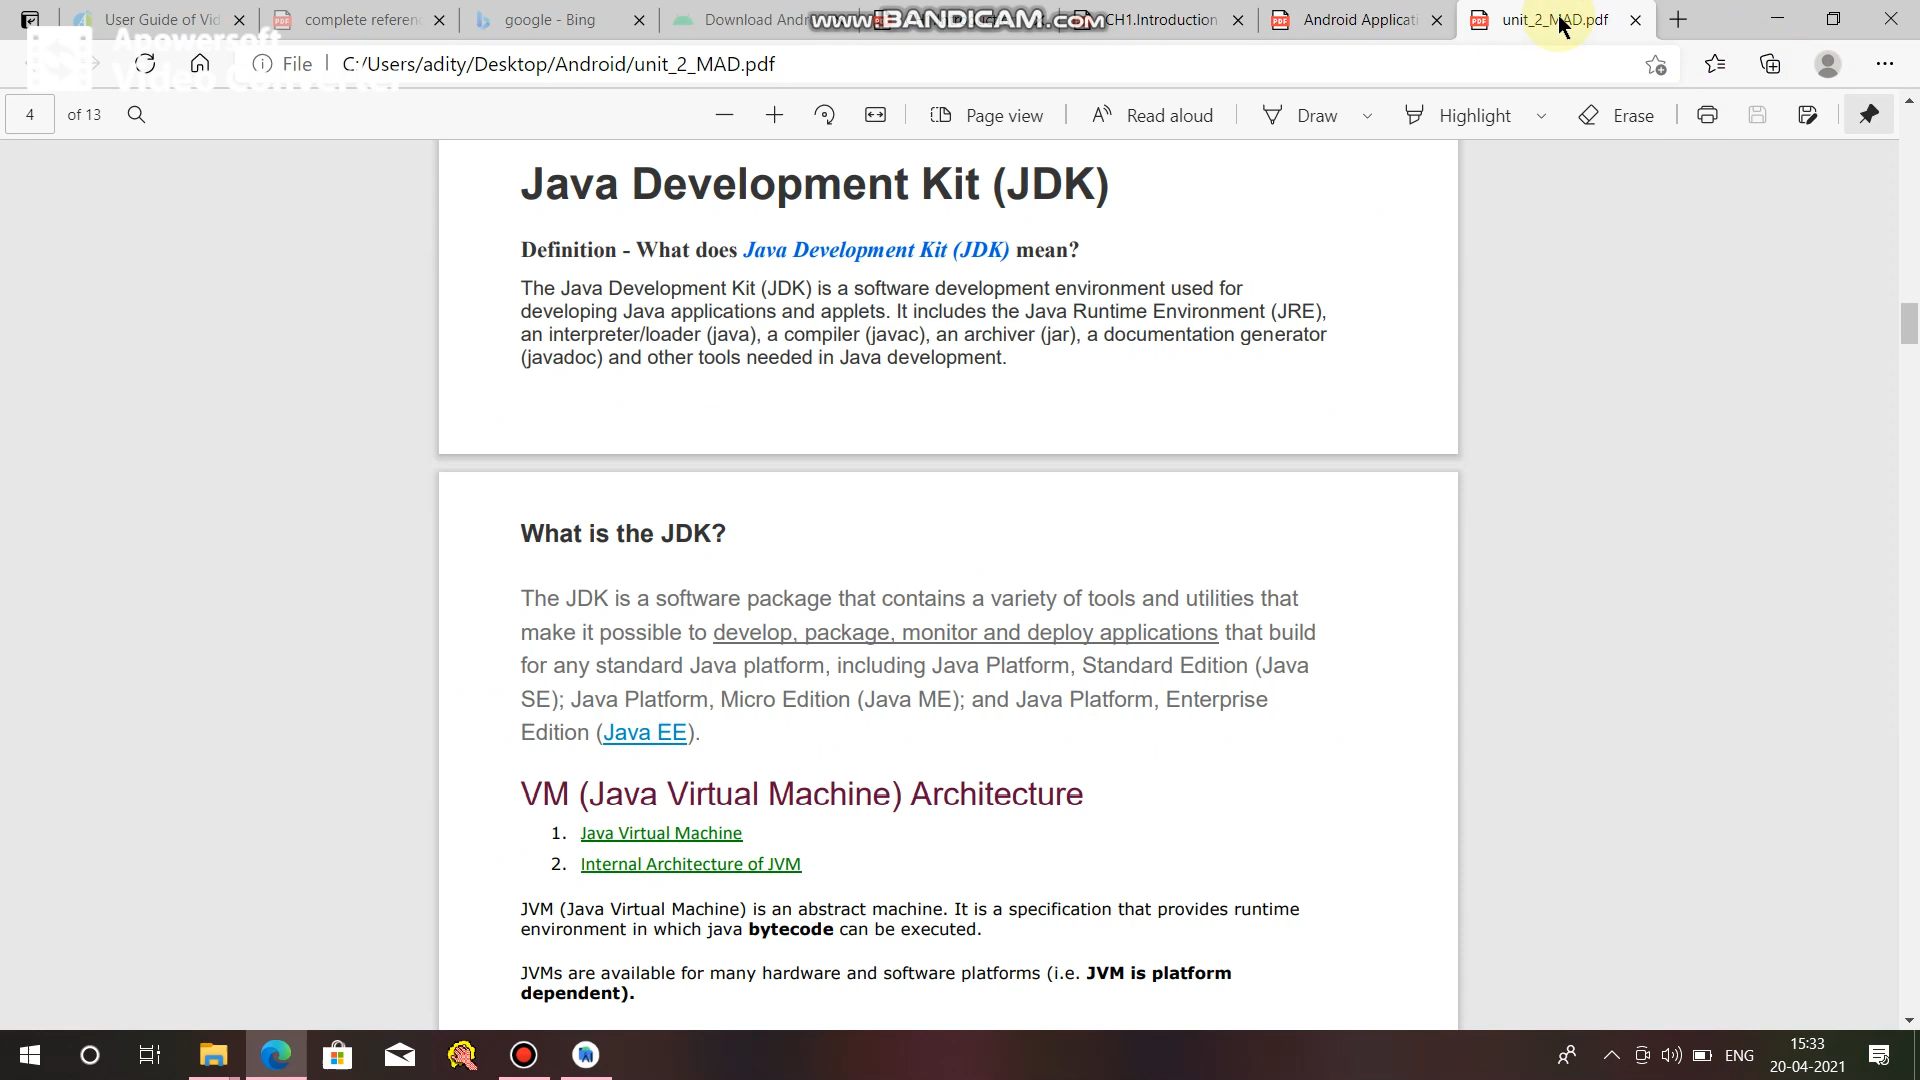 User Guide of Vid
complete referen
google - Bing
Download Andr
www.BANDICAM.com
CH1.Introduction
Android Applicati
unit_2_MAD.pdf
Apowersoft
Video Converter
File
C:/Users/adity/Desktop/Android/unit_2_MAD.pdf
4 of 13
Page view
Read aloud
Draw
Highlight
Erase
Java Development Kit (JDK)
Definition - What does Java Development Kit (JDK) mean?
The Java Development Kit (JDK) is a software development environment used for
developing Java applications and applets. It includes the Java Runtime Environment (JRE),
an interpreter/loader (java), a compiler (javac), an archiver (jar), a documentation generator
(javadoc) and other tools needed in Java development.
What is the JDK?
The JDK is a software package that contains a variety of tools and utilities that
make it possible to develop, package, monitor and deploy applications that build
for any standard Java platform, including Java Platform, Standard Edition (Java
SE); Java Platform, Micro Edition (Java ME); and Java Platform, Enterprise
Edition (Java EE).
VM (Java Virtual Machine) Architecture
1. Java Virtual Machine
2. Internal Architecture of JVM
JVM (Java Virtual Machine) is an abstract machine. It is a specification that provides runtime
environment in which java bytecode can be executed.
JVMs are available for many hardware and software platforms (i.e. JVM is platform
dependent).
ENG
15:33
20-04-2021